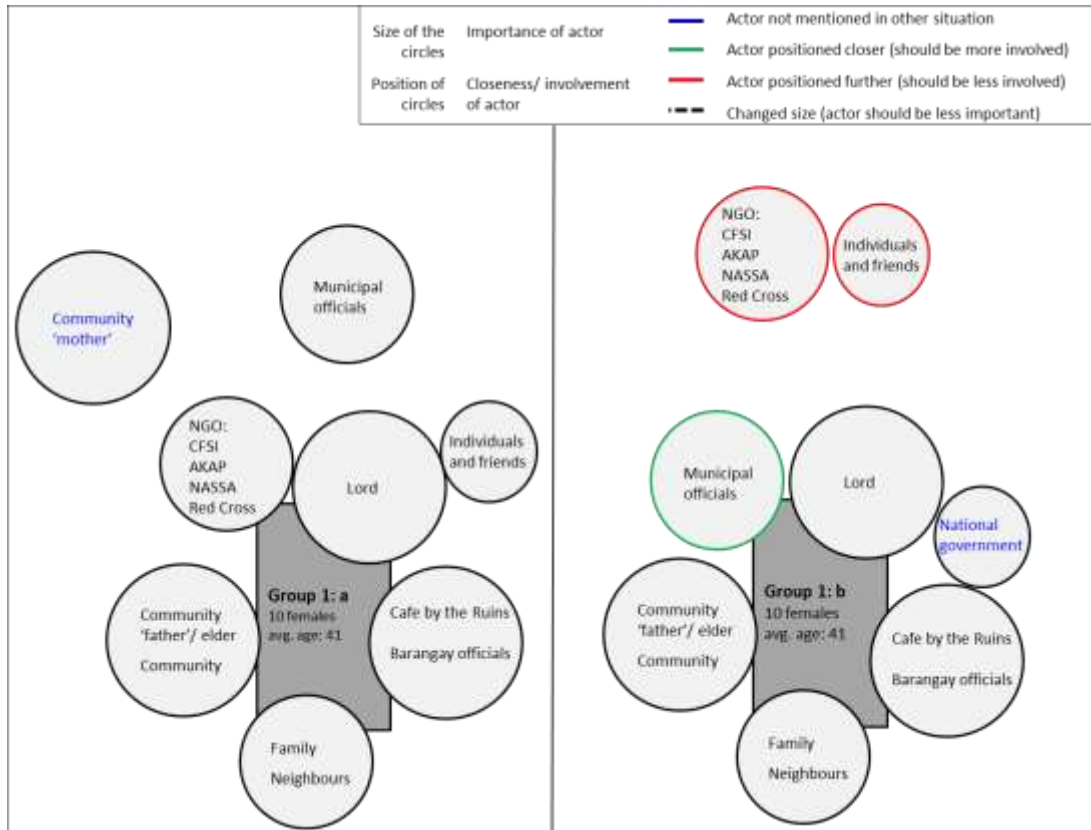 Size of the circles
Importance of actor
Position of circles
Closeness/ involvement of actor
Actor not mentioned in other situation
Actor positioned closer (should be more involved)
Actor positioned further (should be less involved)
Changed size (actor should be less important)
Community
'mother'
Municipal
officials
NGO:
CFSI
AKAP
NASSA
Red Cross
Lord
Individuals
and friends
Group 1: a
10 females
avg. age: 41
Community
'father'/ elder
Community
Cafe by the Ruins
Barangay officials
Family
Neighbours
NGO:
CFSI
AKAP
NASSA
Red Cross
Individuals
and friends
Municipal
officials
Lord
National
government
Group 1: b
10 females
avg. age: 41
Community
'father'/ elder
Community
Cafe by the Ruins
Barangay officials
Family
Neighbours